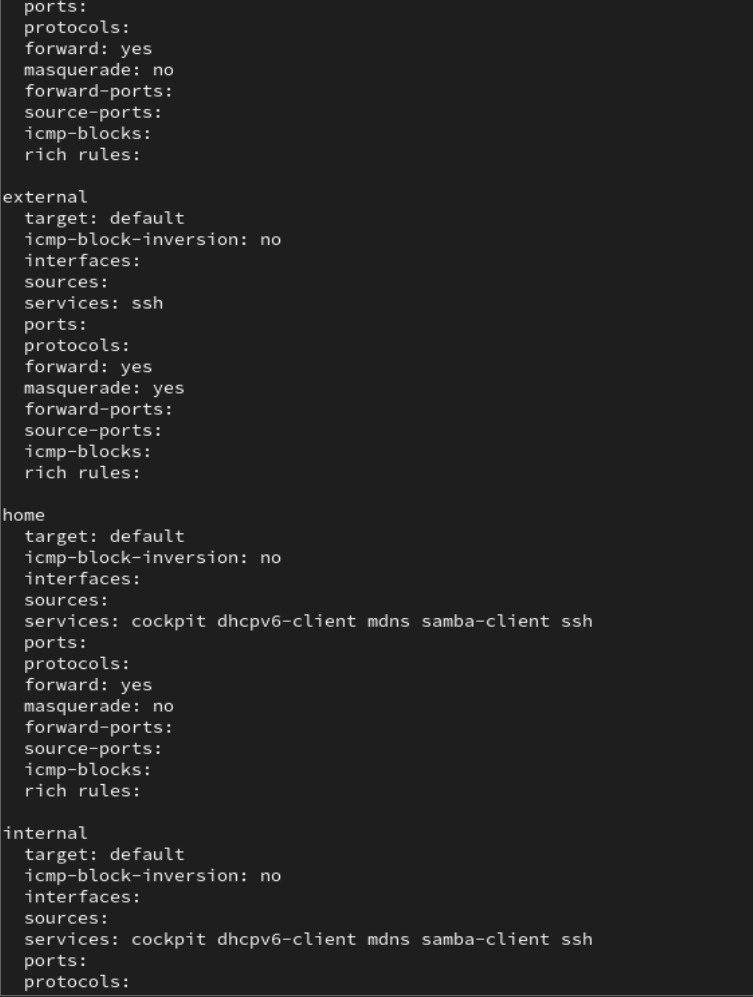 ports:
protocols:
forward: yes
masquerade: no
forward-ports:
source-ports:
icmp-blocks:
rich rules:

external
target: default
icmp-block-inversion: no
interfaces:
sources:
services: ssh
ports:
protocols:
forward: yes
masquerade: yes
forward-ports:
source-ports:
icmp-blocks:
rich rules:

home
target: default
icmp-block-inversion: no
interfaces:
sources:
services: cockpit dhcpv6-client mdns samba-client ssh
ports:
protocols:
forward: yes
masquerade: no
forward-ports:
source-ports:
icmp-blocks:
rich rules:

internal
target: default
icmp-block-inversion: no
interfaces:
sources:
services: cockpit dhcpv6-client mdns samba-client ssh
ports:
protocols: